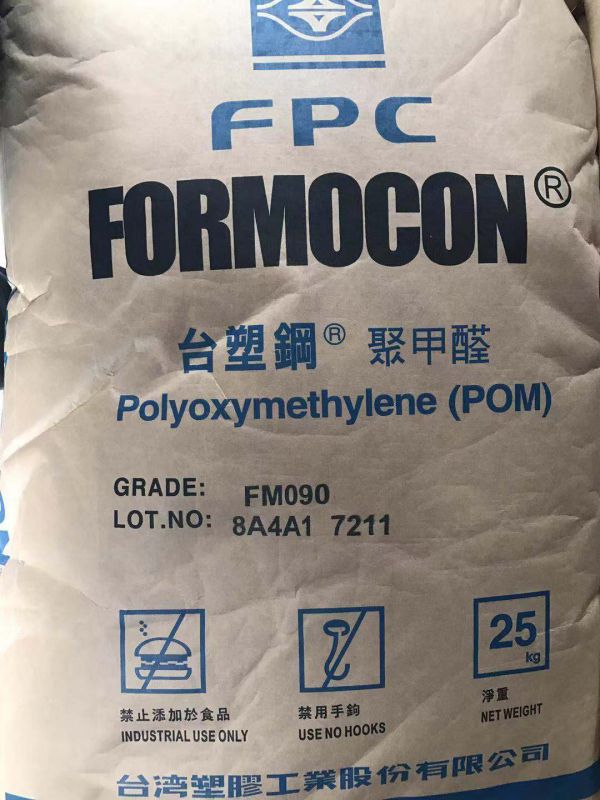 FPC
FORMOCON®
台塑鋼® 聚甲醛
Polyoxymethylene (POM)
GRADE: FM090
LOT.NO: 8A4A1 7211
25
kg
禁止添加於食品
INDUSTRIAL USE ONLY
禁用手鉤
USE NO HOOKS
淨重
NET WEIGHT
台湾塑膠工業股份有限公司